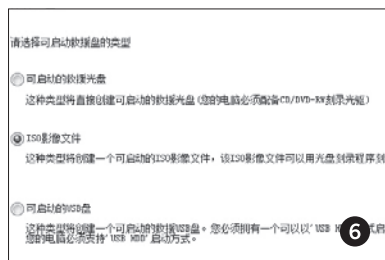 请选择可启动救援盘的类型
可启动的救援光盘
这种类型将直接创建可启动的救援光盘(您的电脑必须配备CD/DVD-RW刻录光驱)
ISO影像文件
这种类型将创建一个可启动的ISO影像文件，该ISO影像文件可以用光盘刻录程序刻
可启动的USB盘
这种类型将创建一个可启动的救援USB盘。您必须拥有一个可以以'USB 式启
您的电脑必须支持'USB HDD'启动方式。
6